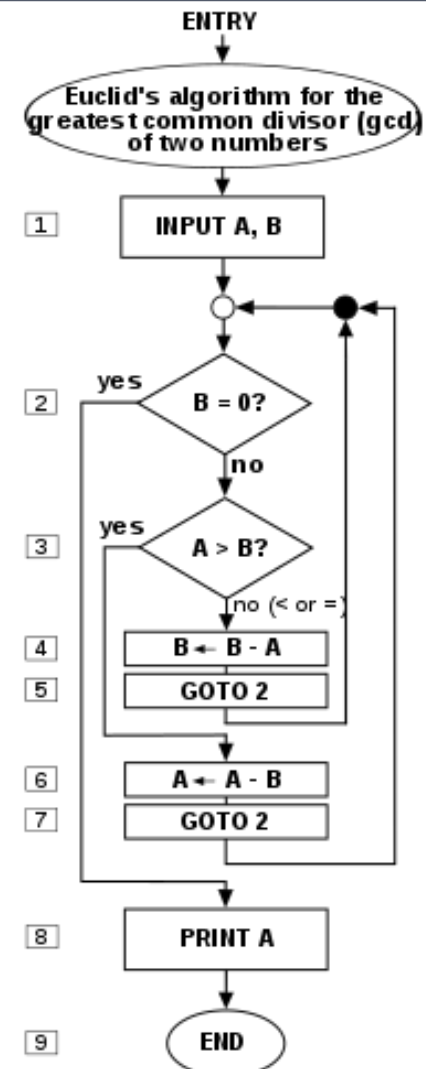 ENTRY
Euclid's algorithm for the
greatest common divisor (gcd)
of two numbers
1
INPUT A, B
yes
2
B = 0?
no
yes
3
A > B?
no (< or =)
4
B ← B - A
5
GOTO 2
6
A ← A - B
7
GOTO 2
8
PRINT A
9
END